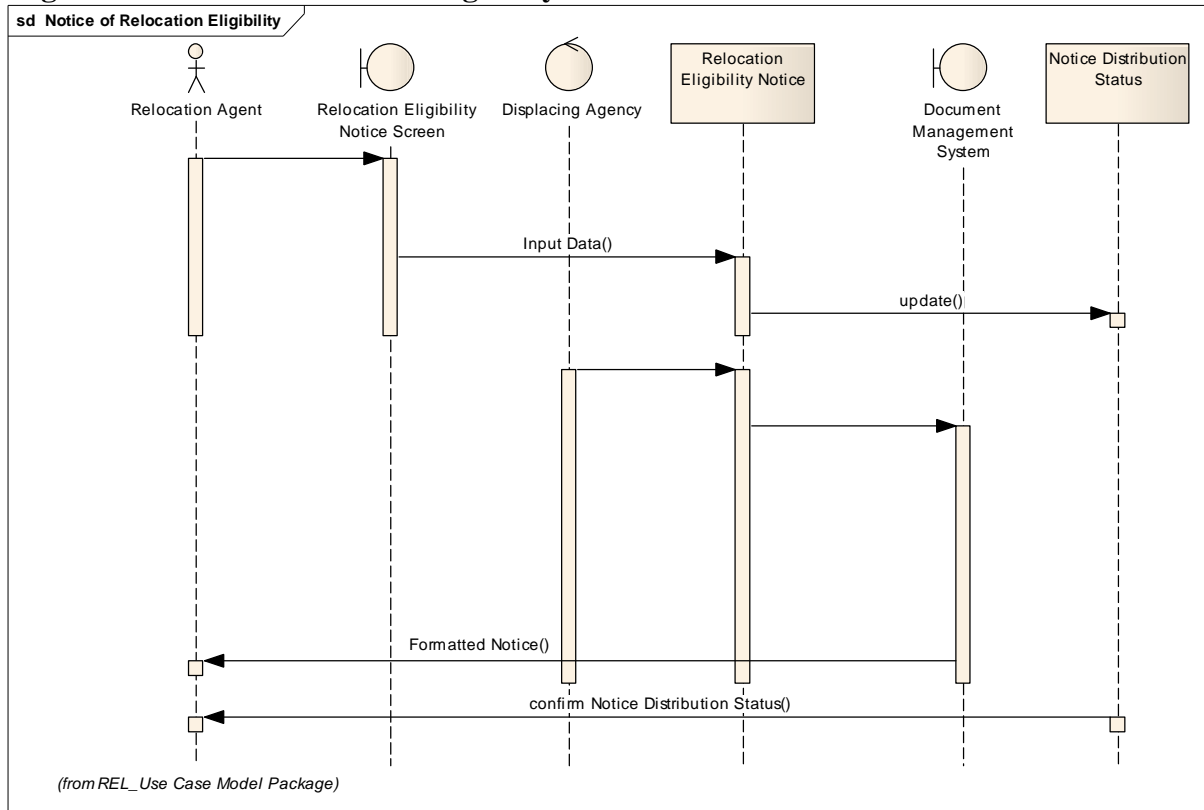 sd Notice of Relocation Eligibility
Relocation Agent
Relocation Eligibility
Notice Screen
Displacing Agency
Relocation
Eligibility Notice
Document
Management
System
Notice Distribution
Status
Input Data()
update()
Formatted Notice()
confirm Notice Distribution Status()
(from REL_Use Case Model Package)